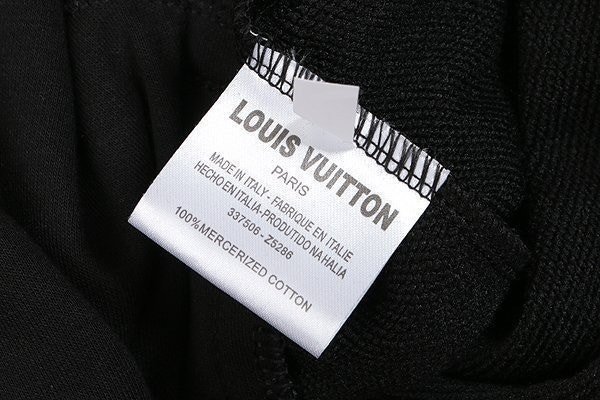 LOUIS VUITTON
PARIS
MADE IN ITALY - FABRIQUE EN ITALIE
HECHO EN ITALIA-PRODUTIDO NA HALIA
337506 - Z5286
100%MERCERIZED COTTON